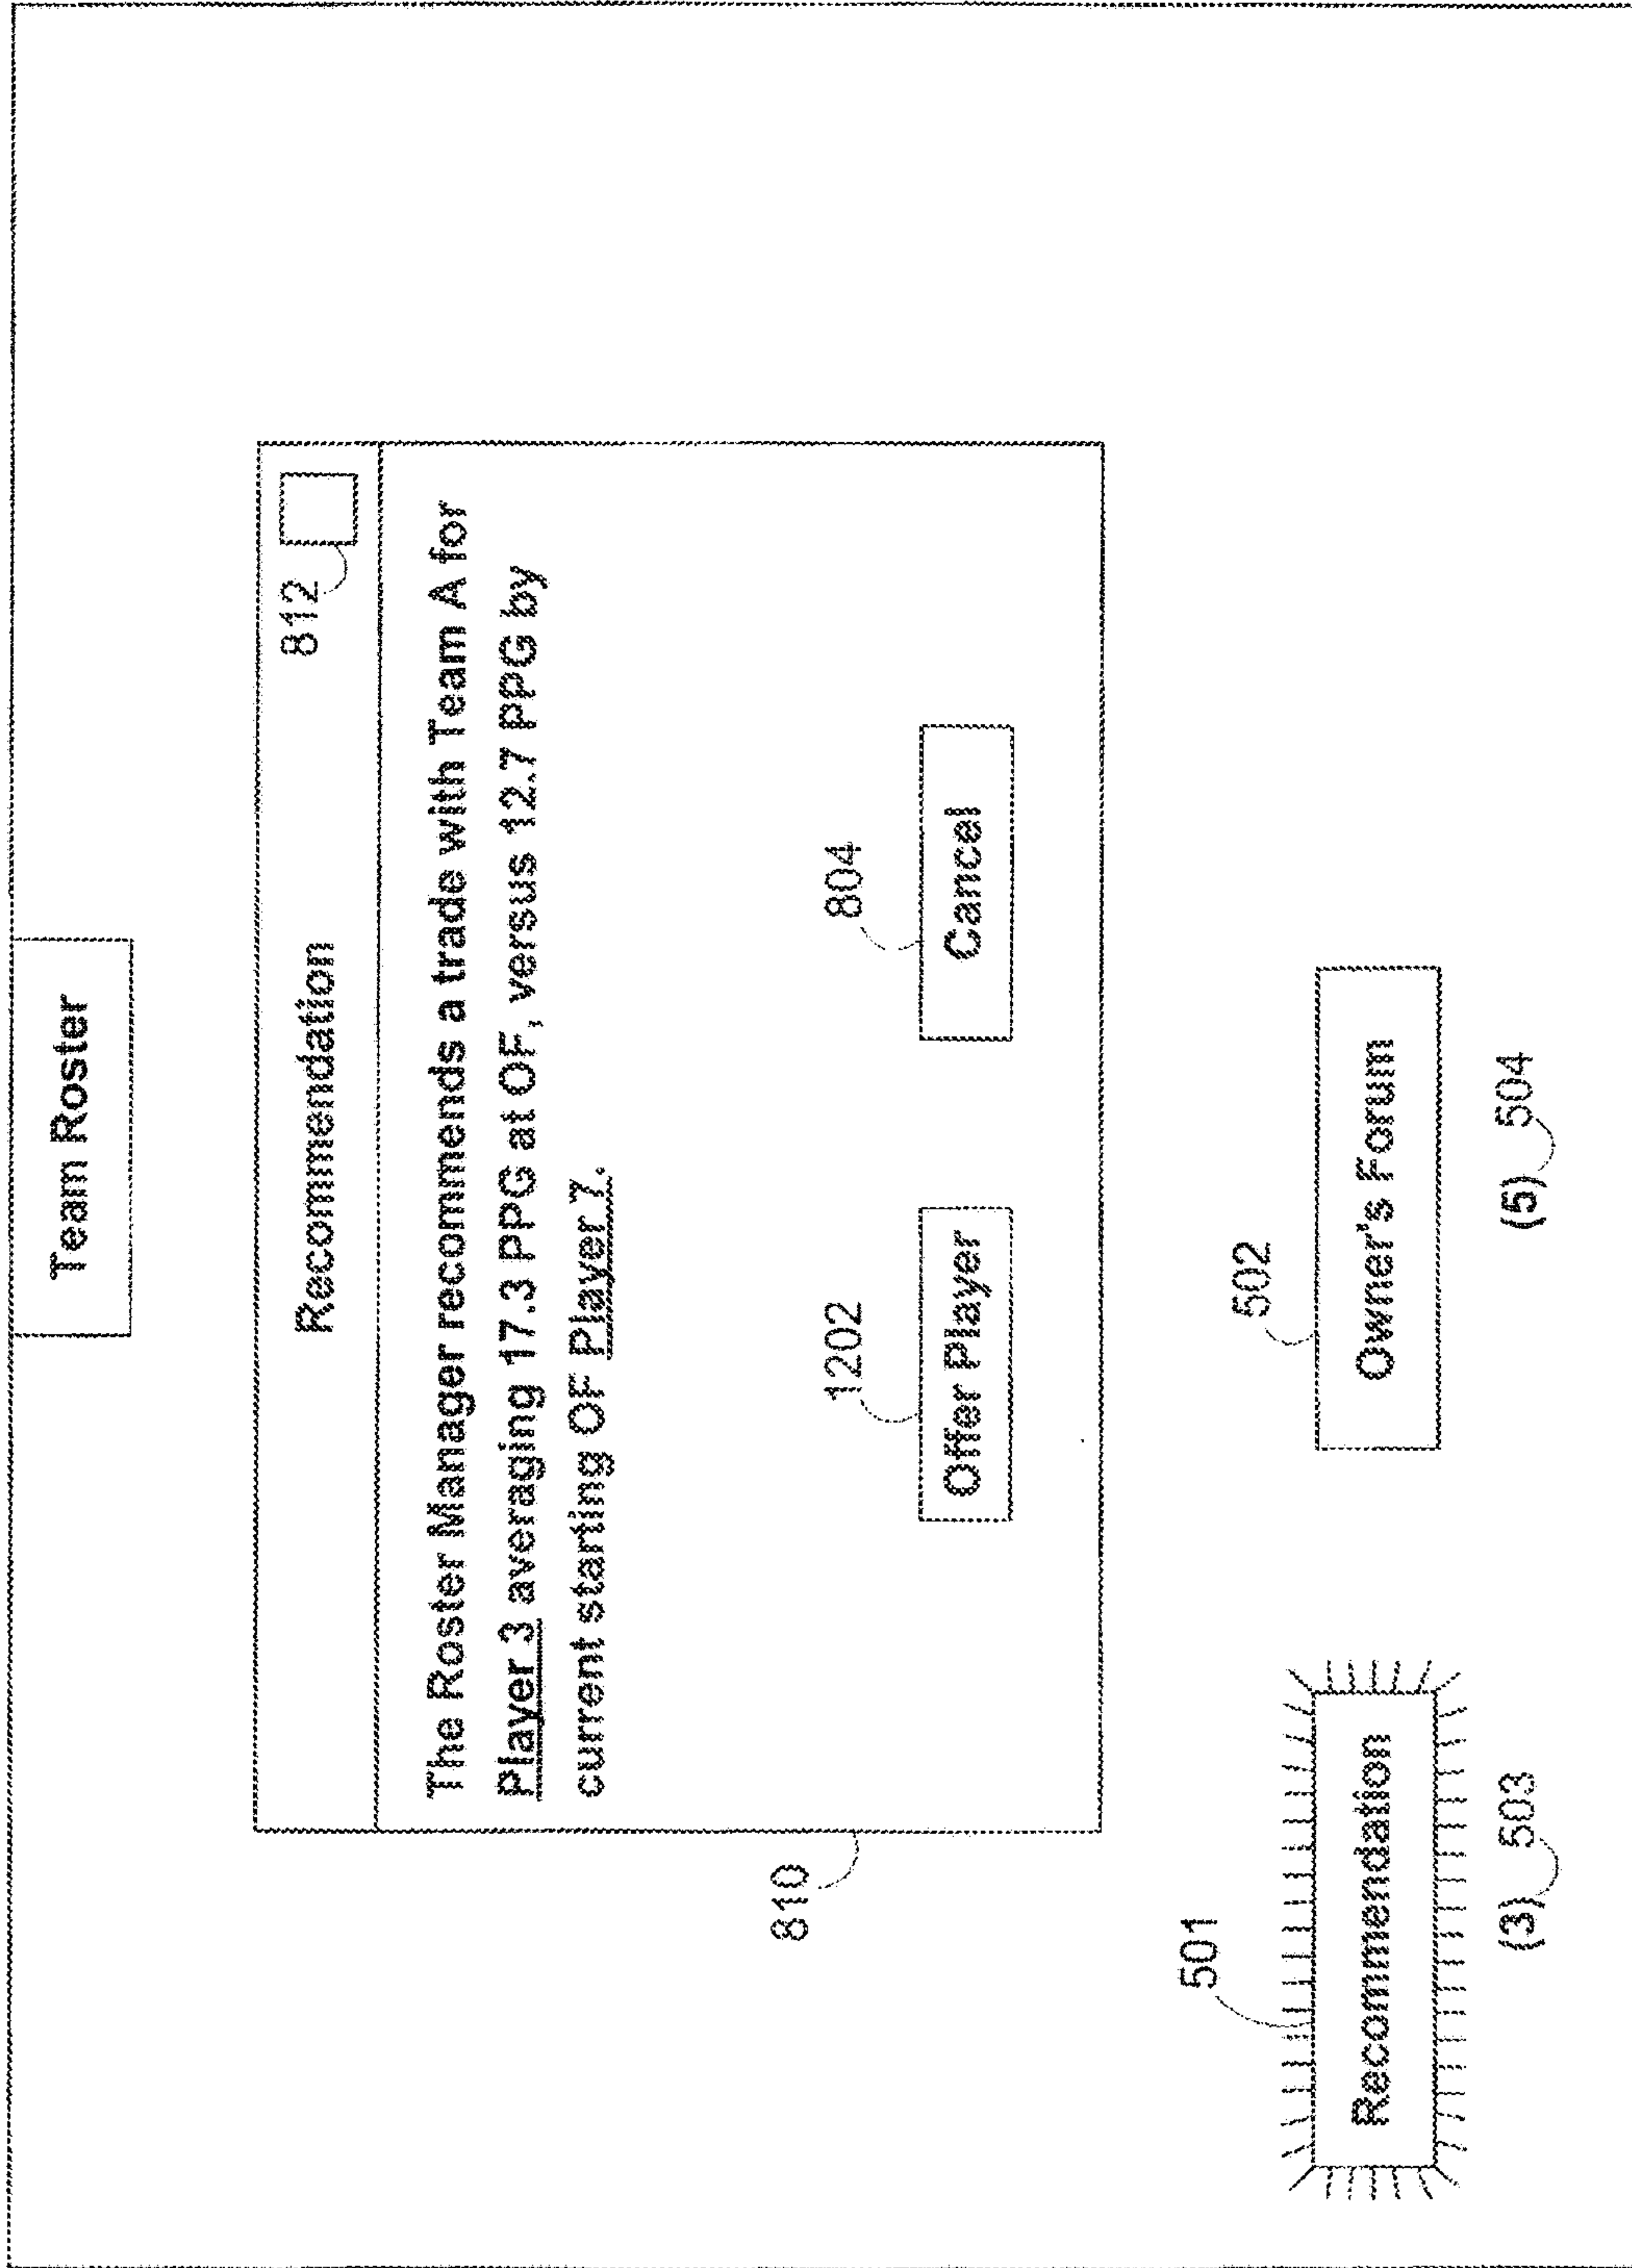 Team Roster
Recommendation
812
The Roster Manager recommends a trade with Team A for
Player 3 averaging 17.3 PPG at OF, versus 12.7 PPG by
current starting OF Player 7.
810
1202
804
Offer Player
Cancel
501
502
Recommendation
Owner's Forum
(3) 503
(5) 504